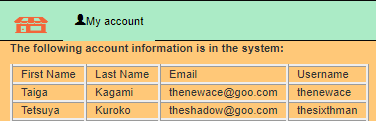 My account
The following account information is in the system:
First Name Last Name Email Username
Taiga Kagami thenewace@goo.com thenewace
Tetsuya Kuroko theshadow@goo.com thesixthman